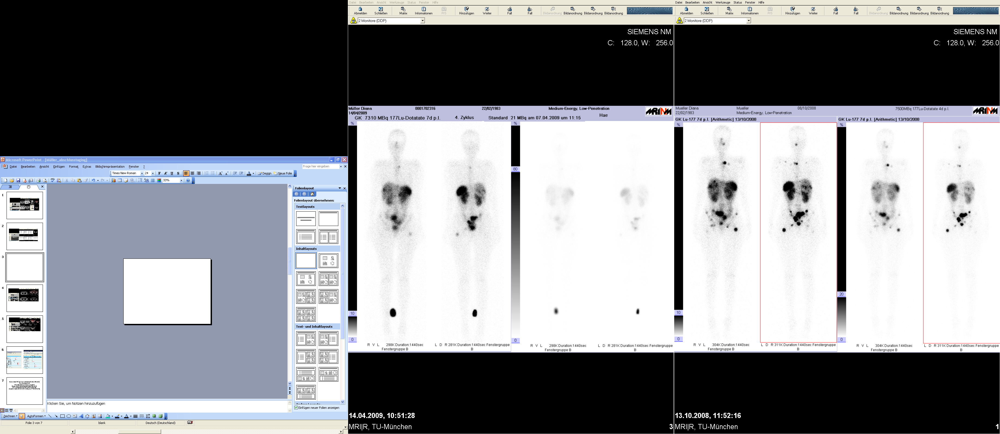 Microsoft PowerPoint - [Müller_abschlusstaging]
Datei Bearbeiten Ansicht Einfügen Format Extras Bildschirmpräsentation Fenster ?
Frage hier eingeben
Times New Roman 24 F K U S Design Neue Folie
33%
Folienlayout
Folienlayout übernehmen:
Textlayouts
Inhaltlayouts
Text- und Inhaltlayouts
1
2
3
4
5
6
7
Klicken Sie, um Notizen hinzuzufügen
Einfügen neuer Folien anzeigen
Zeichnen AutoFormen
Folie 3 von 7 blank Deutsch (Deutschland)
Datei Bearbeiten Ansicht Werkzeuge Status Fenster Hilfe
Abmelden Schließen Matrix Informationen RIS Hinzufügen Weiter Fall Fall Bildanordnung Bildanordnung Bildanordnung Bildanordnung
2 Monitore (DDP)
SIEMENS NM
C: 128.0, W: 256.0
Müller Diana 0001702316 22/02/1983 Medium-Energy, Low-Penetration
14/04/2009
GK 7310 MBq 177Lu-Dotatate 7d p.I. 4. Zyklus Standard 21 MBq am 07.04.2009 um 11:15 Hae
MRINM
% %
80
10
0 0
R V L 298K Duration:1440sec L D R 281K Duration:1440sec Fenstergruppe R V L 298K Duration:1440sec L D R 281K Duration:1440sec Fenstergruppe
Fenstergruppe B B Fenstergruppe B B
14.04.2009, 10:51:28
MRI|R, TU-München 3
Datei Bearbeiten Ansicht Werkzeuge Status Fenster Hilfe
Abmelden Schließen Matrix Informationen RIS Hinzufügen Weiter Fall Fall Bildanordnung Bildanordnung Bildanordnung Bildanordnung
2 Monitore (DDP)
SIEMENS NM
C: 128.0, W: 256.0
Mueller Diana Mueller 08/10/2008 7500MBq 177Lu-Dotatate 4d p.I.
22/02/1983 Medium-Energy, Low-Penetration
MRINM
GK Lu-177 7d p.I. [Arithmetic] 13/10/2008 GK Lu-177 7d p.I. [Arithmetic] 13/10/2008
% %
20
10
0 0
R V L 304K Duration:1440sec L D R 311K Duration:1440sec Fenstergruppe R V L 304K Duration:1440sec L D R 311K Duration:1440sec Fenstergruppe
Fenstergruppe B B Fenstergruppe B B
13.10.2008, 11:52:16
MRI|R, TU-München 1